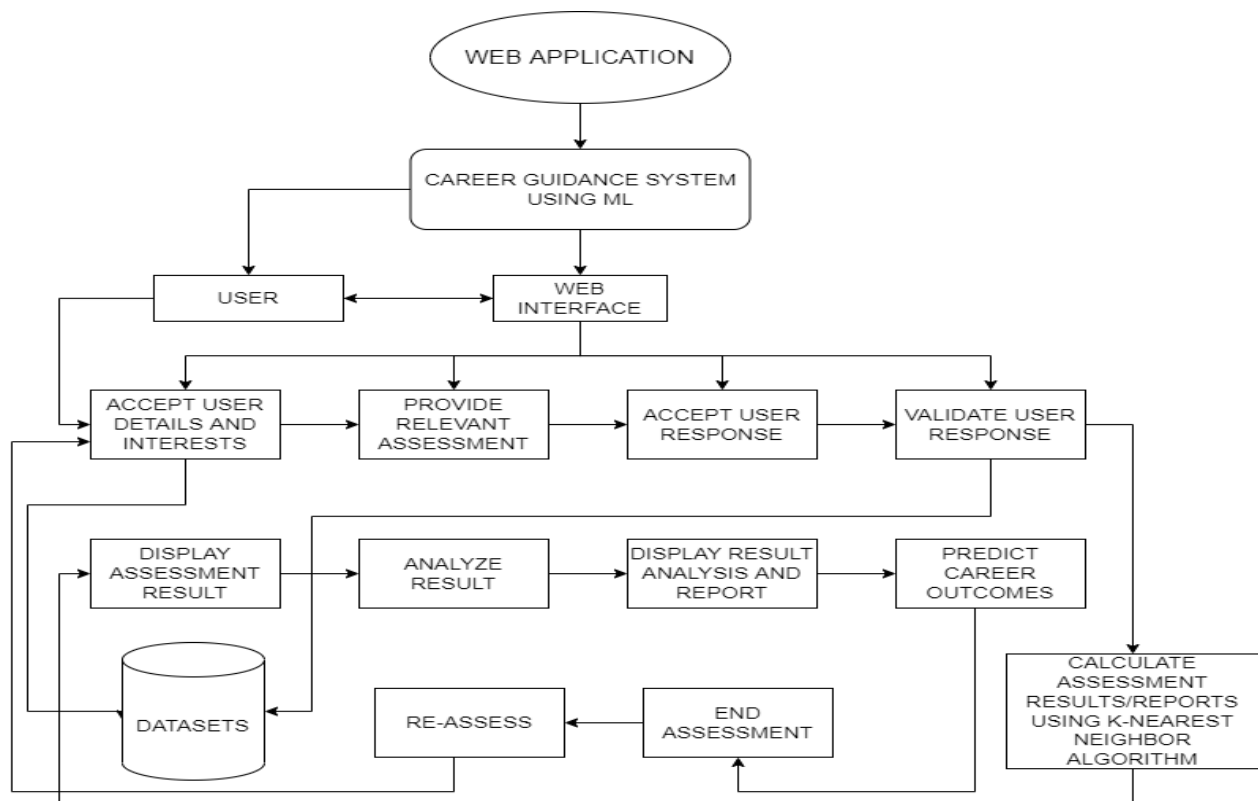 WEB APPLICATION
CAREER GUIDANCE SYSTEM
USING ML
USER
WEB
INTERFACE
ACCEPT USER
DETAILS AND
INTERESTS
PROVIDE
RELEVANT
ASSESSMENT
ACCEPT USER
RESPONSE
VALIDATE USER
RESPONSE
DISPLAY
ASSESSMENT
RESULT
ANALYZE
RESULT
DISPLAY RESULT
ANALYSIS AND
REPORT
PREDICT
CAREER
OUTCOMES
DATASETS
RE-ASSESS
END
ASSESSMENT
CALCULATE
ASSESSMENT
RESULTS/REPORTS
USING K-NEAREST
NEIGHBOR
ALGORITHM